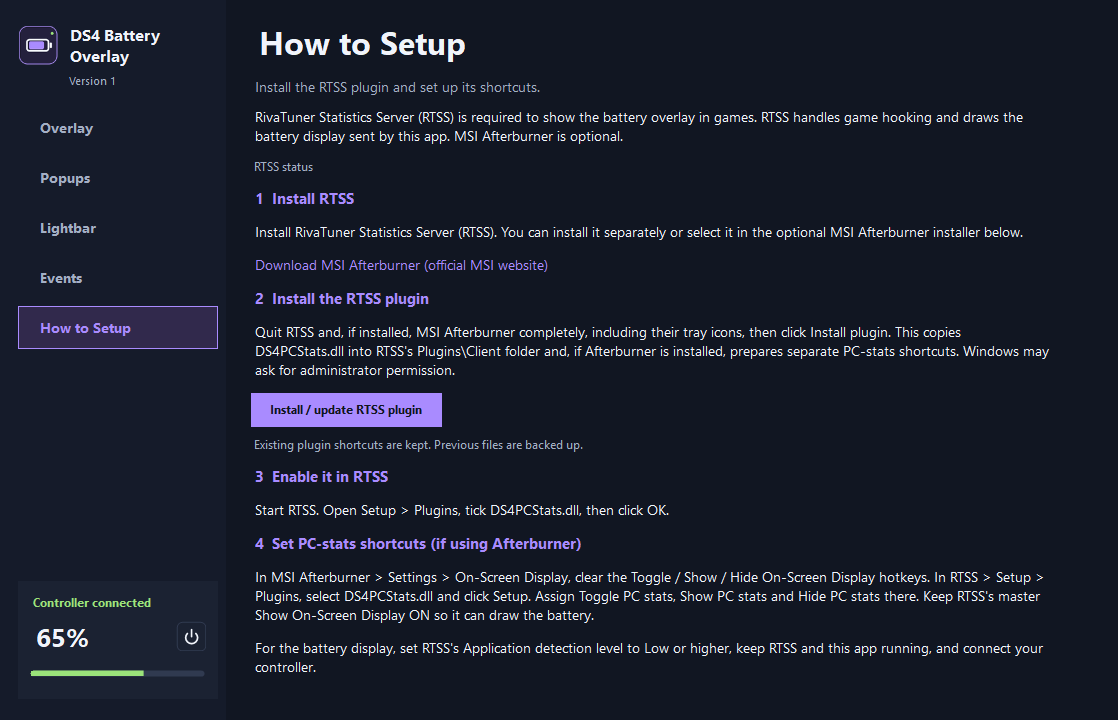 DS4 Battery
Overlay
Version 1
Overlay
Popups
Lightbar
Events
How to Setup
Controller connected
65%
How to Setup
Install the RTSS plugin and set up its shortcuts.
RivaTuner Statistics Server (RTSS) is required to show the battery overlay in games. RTSS handles game hooking and draws the
battery display sent by this app. MSI Afterburner is optional.
RTSS status
1 Install RTSS
Install RivaTuner Statistics Server (RTSS). You can install it separately or select it in the optional MSI Afterburner installer below.
Download MSI Afterburner (official MSI website)
2 Install the RTSS plugin
Quit RTSS and, if installed, MSI Afterburner completely, including their tray icons, then click Install plugin. This copies
DS4PCStats.dll into RTSS's Plugins\Client folder and, if Afterburner is installed, prepares separate PC-stats shortcuts. Windows may
ask for administrator permission.
Install / update RTSS plugin
Existing plugin shortcuts are kept. Previous files are backed up.
3 Enable it in RTSS
Start RTSS. Open Setup > Plugins, tick DS4PCStats.dll, then click OK.
4 Set PC-stats shortcuts (if using Afterburner)
In MSI Afterburner > Settings > On-Screen Display, clear the Toggle / Show / Hide On-Screen Display hotkeys. In RTSS > Setup >
Plugins, select DS4PCStats.dll and click Setup. Assign Toggle PC stats, Show PC stats and Hide PC stats there. Keep RTSS's master
Show On-Screen Display ON so it can draw the battery.
For the battery display, set RTSS's Application detection level to Low or higher, keep RTSS and this app running, and connect your
controller.